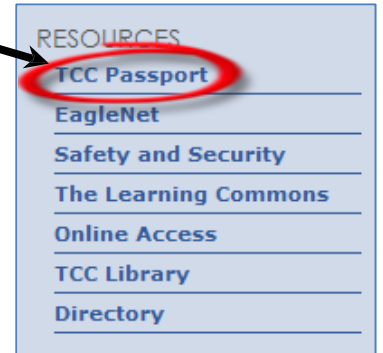 RESOURCES
TCC Passport
EagleNet
Safety and Security
The Learning Commons
Online Access
TCC Library
Directory